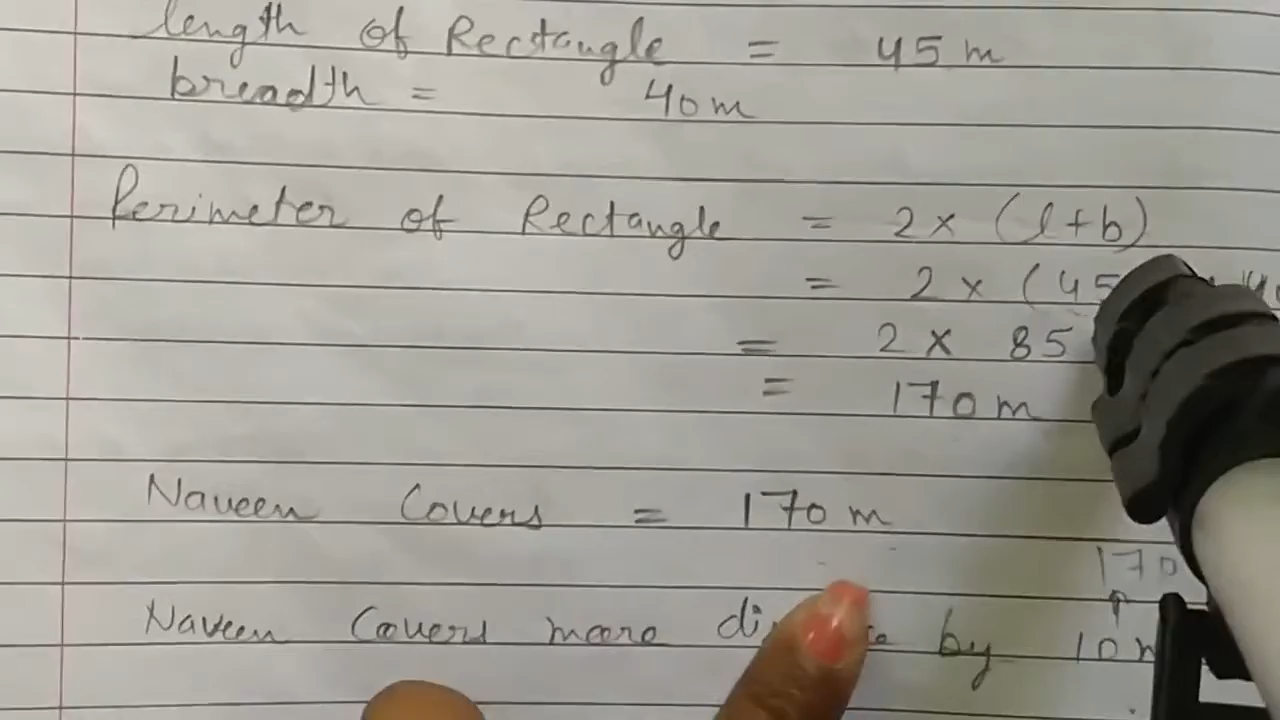 length of Rectangle = 45 m
breadth = 40 m
Perimeter of Rectangle = 2 x (l+b)
= 2 x (45
= 2 x 85
= 170 m
Naveen Covers = 170 m
170
Naveen Covers more by 10